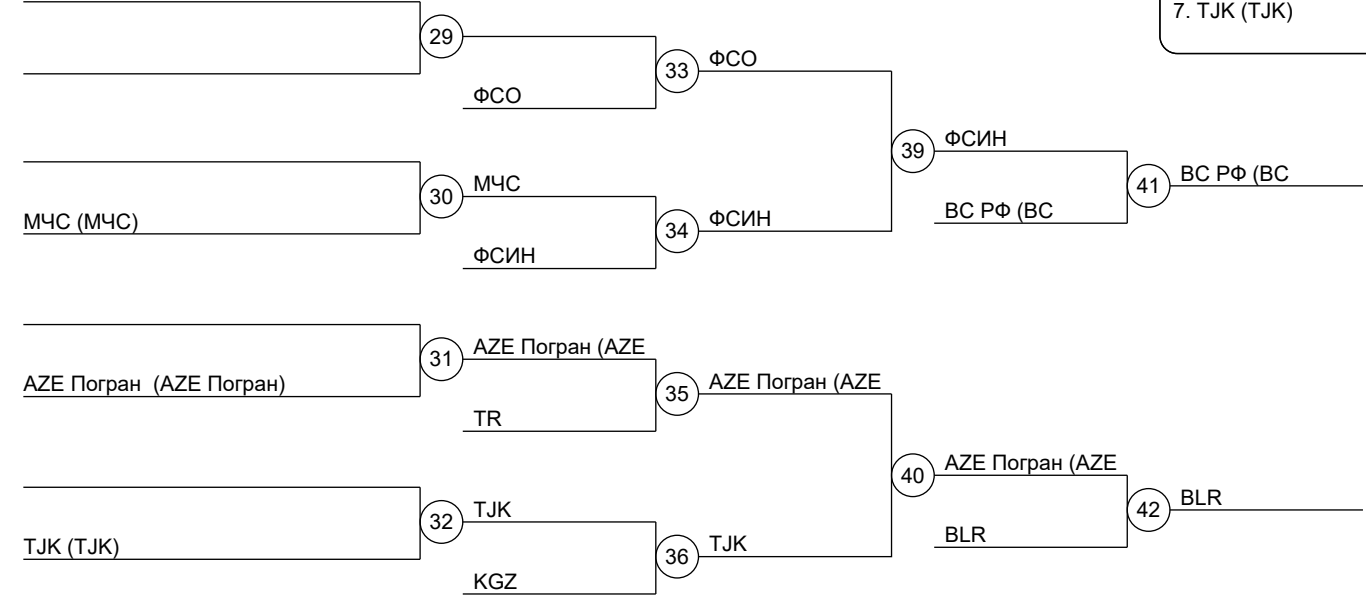 7. TJK (TJK)
29
ФСО
33
ФСО
39
ФСИН
МЧС (МЧС)
30
МЧС
ФСИН
34
ФСИН
ВС РФ (ВС
41
ВС РФ (ВС
AZE Погран (AZE Погран)
31
AZE Погран (AZE
TR
35
AZE Погран (AZE
40
AZE Погран (AZE
TJK (TJK)
32
TJK
KGZ
36
TJK
BLR
42
BLR